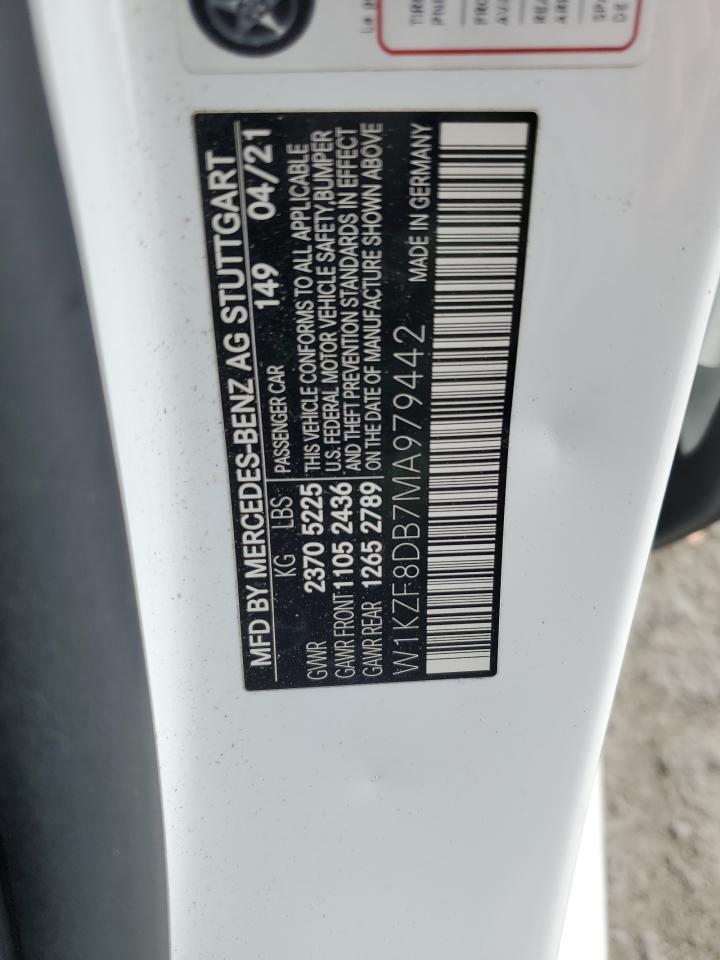 MFD BY MERCEDES-BENZ AG STUTTGART
KG LBS 149 04/21
GVWR 2370 5225 PASSENGER CAR
GAWR FRONT 1105 2436
GAWR REAR 1265 2789
THIS VEHICLE CONFORMS TO ALL APPLICABLE
U.S. FEDERAL MOTOR VEHICLE SAFETY,BUMPER
AND THEFT PREVENTION STANDARDS IN EFFECT
ON THE DATE OF MANUFACTURE SHOWN ABOVE
W1KZF8DB7MA979442 MADE IN GERMANY